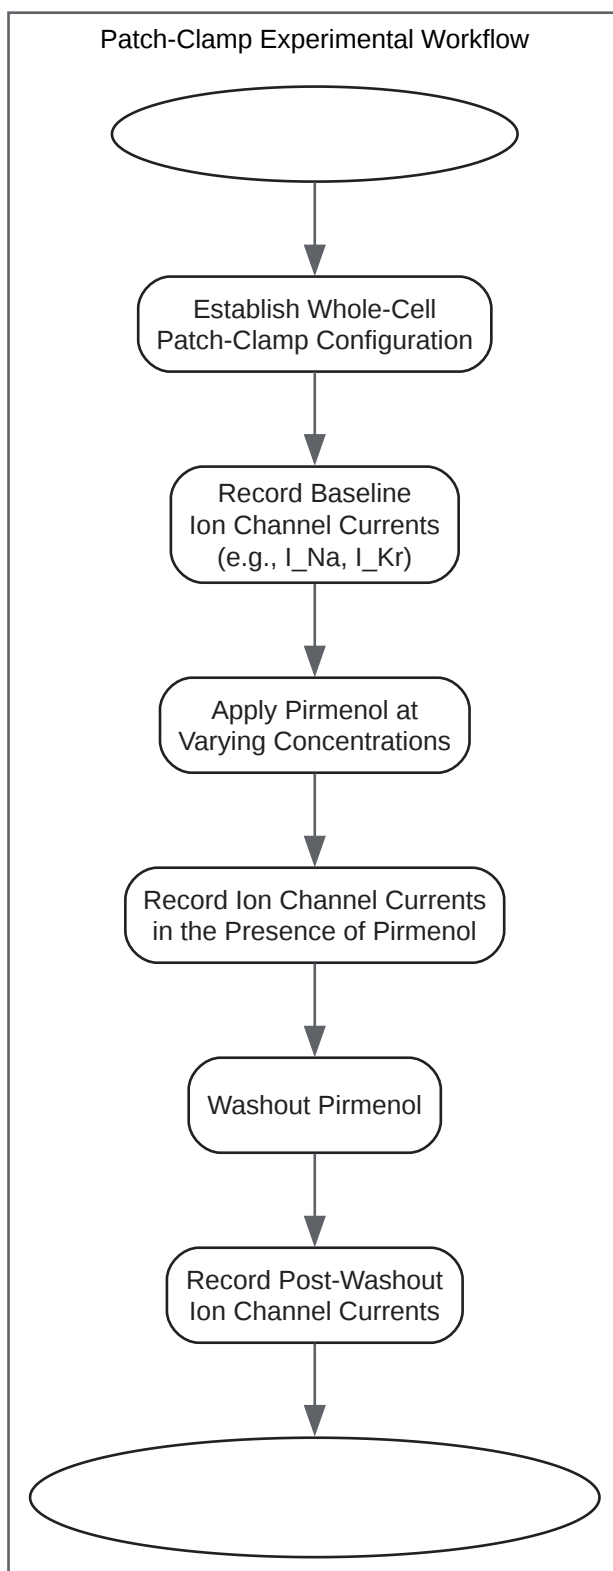 Patch-Clamp Experimental Workflow
Establish Whole-Cell
Patch-Clamp Configuration
Record Baseline
Ion Channel Currents
(e.g., I_Na, I_Kr)
Apply Pirmenol at
Varying Concentrations
Record Ion Channel Currents
in the Presence of Pirmenol
Washout Pirmenol
Record Post-Washout
Ion Channel Currents